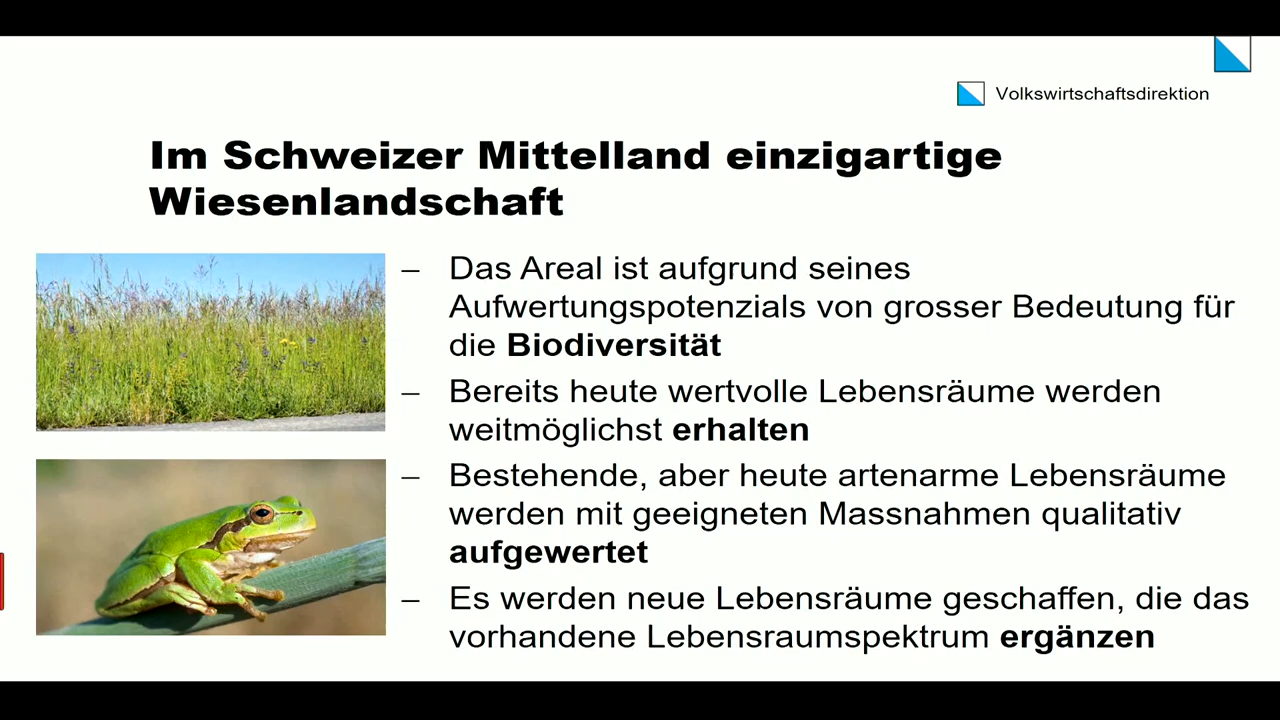 Volkswirtschaftsdirektion
Im Schweizer Mittelland einzigartige
Wiesenlandschaft
– Das Areal ist aufgrund seines
Aufwertungspotenzials von grosser Bedeutung für
die Biodiversität
– Bereits heute wertvolle Lebensräume werden
weitmöglichst erhalten
– Bestehende, aber heute artenarme Lebensräume
werden mit geeigneten Massnahmen qualitativ
aufgewertet
– Es werden neue Lebensräume geschaffen, die das
vorhandene Lebensraumspektrum ergänzen